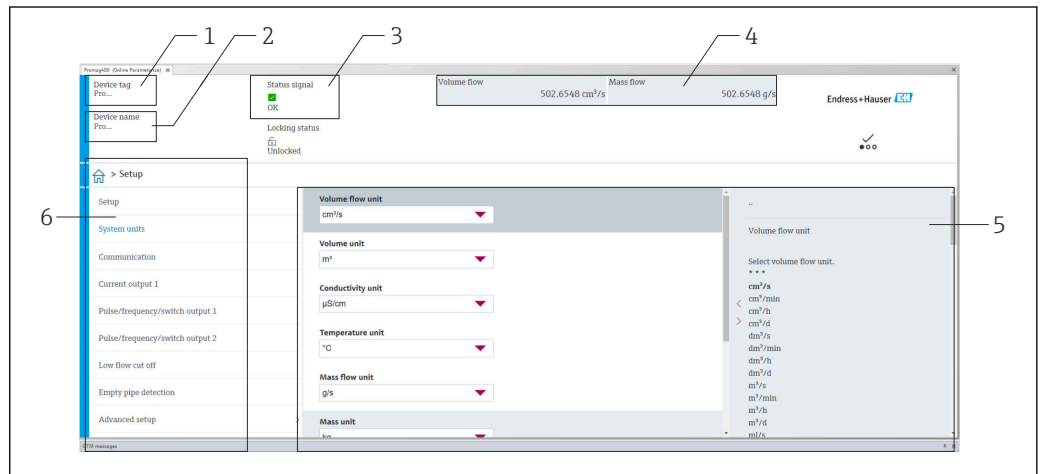 1
2
3
4
Promag400 (Online Parameterize) ×
×
Device tag
Pro...
Device name
Pro...
Status signal
OK
Locking status
Unlocked
Volume flow
502.6548 cm³/s
Mass flow
502.6548 g/s
Endress+Hauser EH
> Setup
6
Setup
System units
Communication
Current output 1
Pulse/frequency/switch output 1
Pulse/frequency/switch output 2
Low flow cut off
Empty pipe detection
Advanced setup
Volume flow unit
cm³/s
Volume unit
m³
Conductivity unit
µS/cm
Temperature unit
°C
Mass flow unit
g/s
Mass unit
kg
5
..
Volume flow unit
Select volume flow unit.
* * *
cm³/s
cm³/min
cm³/h
cm³/d
dm³/s
dm³/min
dm³/h
dm³/d
m³/s
m³/min
m³/h
m³/d
ml/s
DTM messages